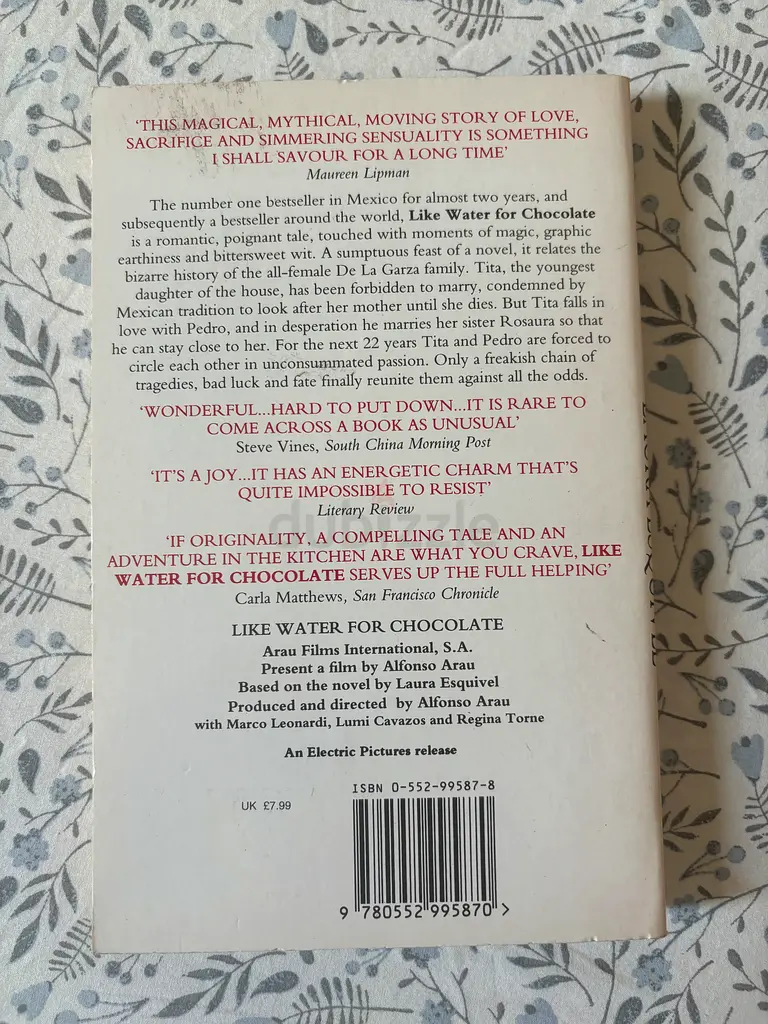 ‘THIS MAGICAL, MYTHICAL, MOVING STORY OF LOVE,
SACRIFICE AND SIMMERING SENSUALITY IS SOMETHING
I SHALL SAVOUR FOR A LONG TIME’
Maureen Lipman
The number one bestseller in Mexico for almost two years, and
subsequently a bestseller around the world, Like Water for Chocolate
is a romantic, poignant tale, touched with moments of magic, graphic
earthiness and bittersweet wit. A sumptuous feast of a novel, it relates the
bizarre history of the all-female De La Garza family. Tita, the youngest
daughter of the house, has been forbidden to marry, condemned by
Mexican tradition to look after her mother until she dies. But Tita falls in
love with Pedro, and in desperation he marries her sister Rosaura so that
he can stay close to her. For the next 22 years Tita and Pedro are forced to
circle each other in unconsummated passion. Only a freakish chain of
tragedies, bad luck and fate finally reunite them against all the odds.
‘WONDERFUL...HARD TO PUT DOWN...IT IS RARE TO
COME ACROSS A BOOK AS UNUSUAL’
Steve Vines, South China Morning Post
‘IT’S A JOY...IT HAS AN ENERGETIC CHARM THAT’S
QUITE IMPOSSIBLE TO RESIST’
Literary Review
dubizzle
‘IF ORIGINALITY, A COMPELLING TALE AND AN
ADVENTURE IN THE KITCHEN ARE WHAT YOU CRAVE, LIKE
WATER FOR CHOCOLATE SERVES UP THE FULL HELPING’
Carla Matthews, San Francisco Chronicle
LIKE WATER FOR CHOCOLATE
Arau Films International, S.A.
Present a film by Alfonso Arau
Based on the novel by Laura Esquivel
Produced and directed by Alfonso Arau
with Marco Leonardi, Lumi Cavazos and Regina Torne
An Electric Pictures release
ISBN 0-552-99587-8
UK £7.99
9 780552 995870 >